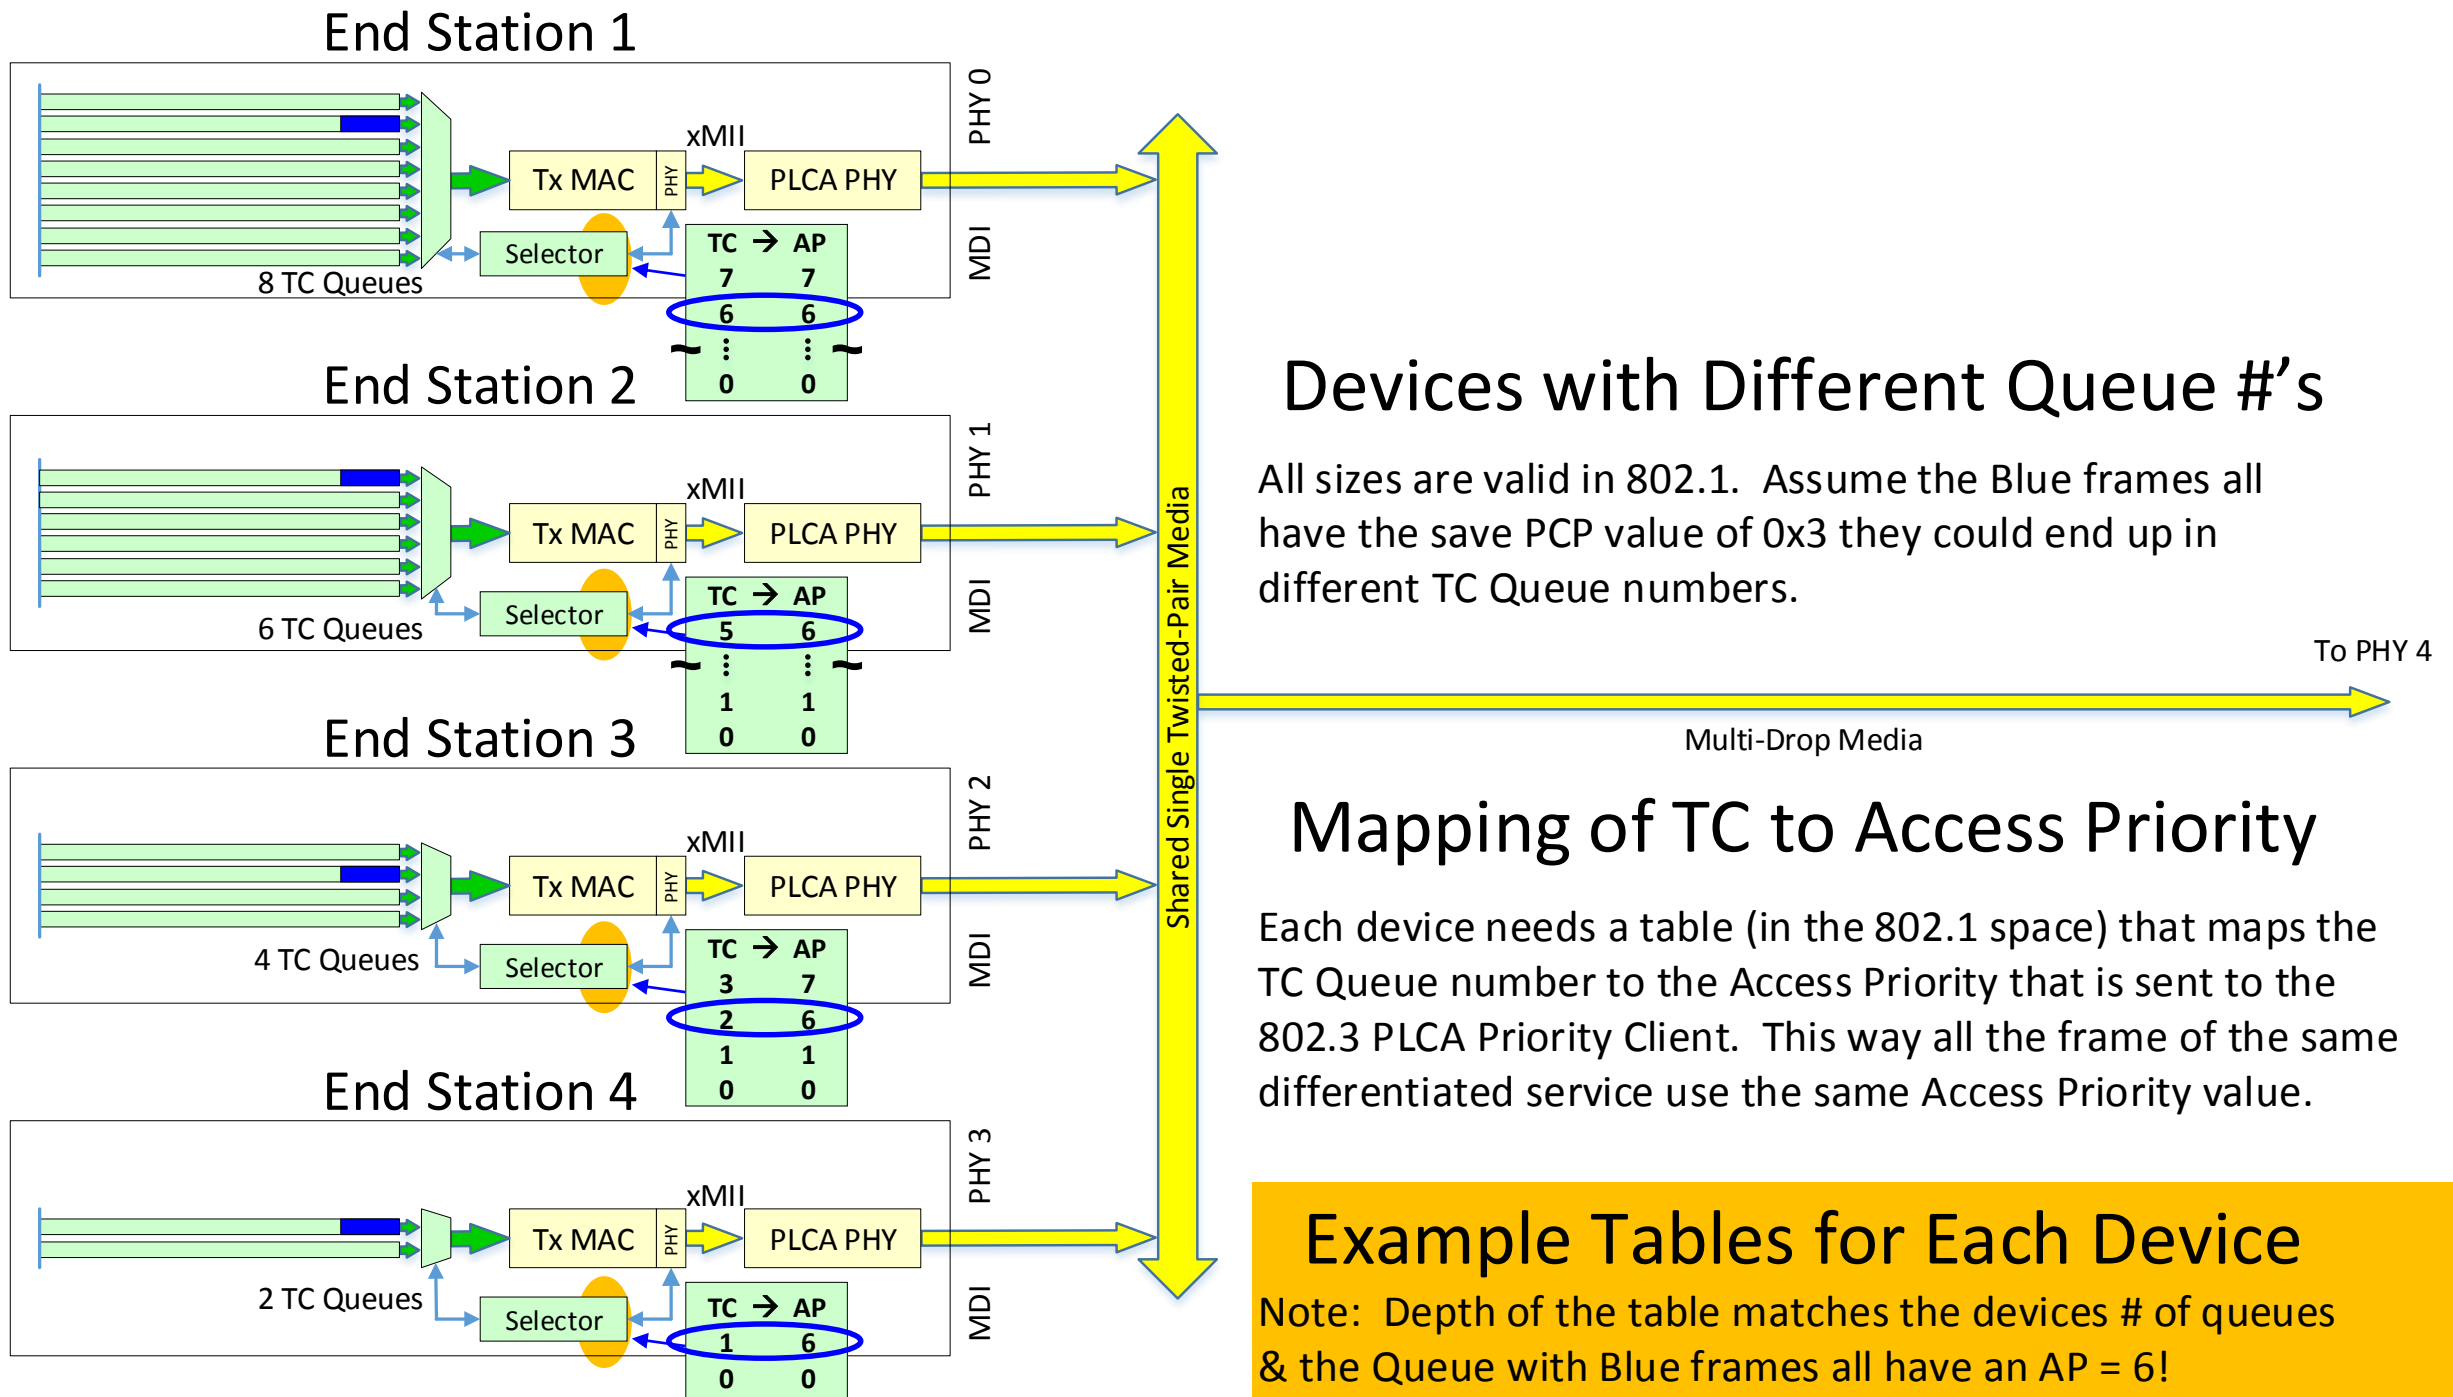 End Station 1
PHY 0
xMII
Tx MAC
PHY
PLCA PHY
Selector
MDI
8 TC Queues
TC → AP
7 7
6 6
~ ⋮ ⋮ ~
0 0
End Station 2
PHY 1
xMII
Tx MAC
PHY
PLCA PHY
Selector
MDI
6 TC Queues
TC → AP
5 6
~ ⋮ ⋮ ~
1 1
0 0
End Station 3
PHY 2
xMII
Tx MAC
PHY
PLCA PHY
Selector
MDI
4 TC Queues
TC → AP
3 7
2 6
1 1
0 0
End Station 4
PHY 3
xMII
Tx MAC
PHY
PLCA PHY
Selector
MDI
2 TC Queues
TC → AP
1 6
0 0
Shared Single Twisted-Pair Media
Devices with Different Queue #’s
All sizes are valid in 802.1. Assume the Blue frames all
have the save PCP value of 0x3 they could end up in
different TC Queue numbers.
To PHY 4
Multi-Drop Media
Mapping of TC to Access Priority
Each device needs a table (in the 802.1 space) that maps the
TC Queue number to the Access Priority that is sent to the
802.3 PLCA Priority Client. This way all the frame of the same
differentiated service use the same Access Priority value.
Example Tables for Each Device
Note: Depth of the table matches the devices # of queues
& the Queue with Blue frames all have an AP = 6!